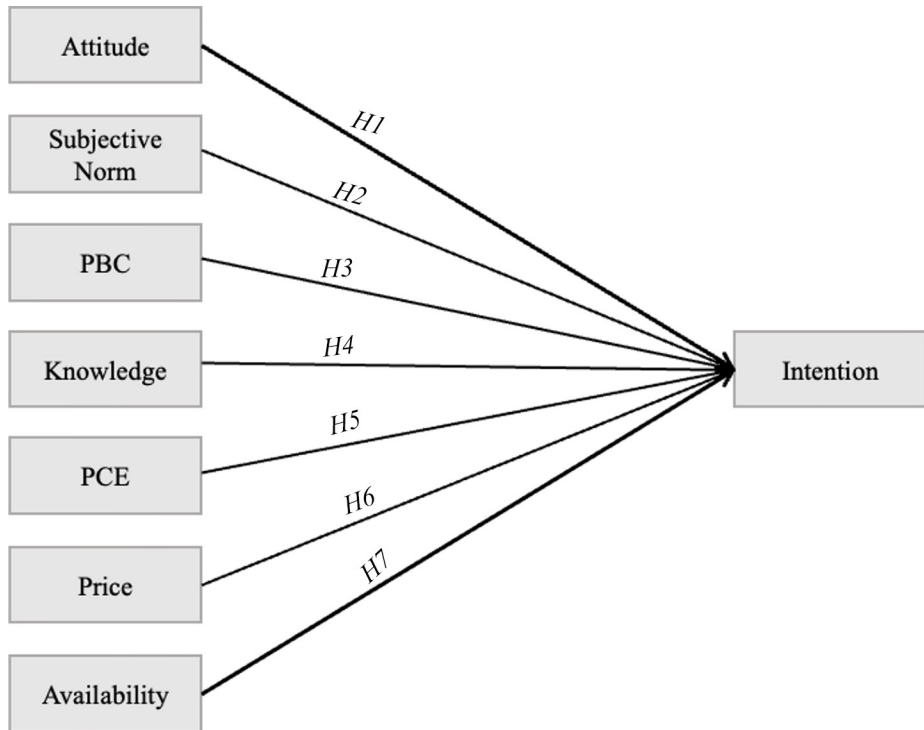 Attitude
H1
Subjective
Norm
H2
PBC
H3
Knowledge
H4
Intention
PCE
H5
Price
H6
Availability
H7